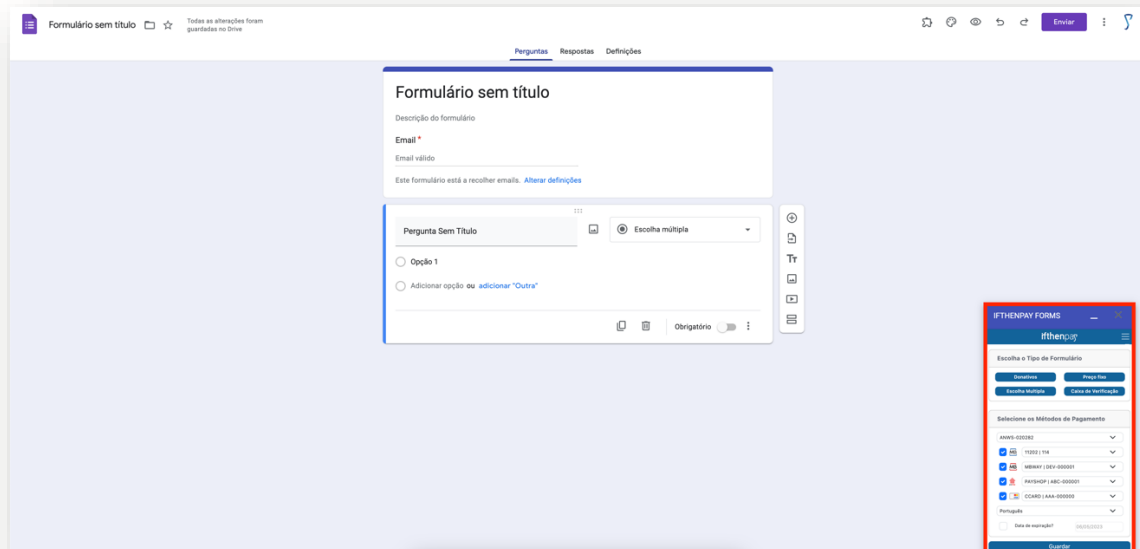 Formulário sem título
Todas as alterações foram
guardadas no Drive
Enviar
Perguntas Respostas Definições
Formulário sem título
Descrição do formulário
Email *
Email válido
Este formulário está a recolher emails. Alterar definições
Pergunta Sem Título
Escolha múltipla
Opção 1
Adicionar opção ou adicionar "Outra"
Obrigatório
IFTHENPAY FORMS
Ifthenpay
Escolha o Tipo de Formulário
Donativos Preço fixo
Escolha Multipla Caixa de Verificação
Selecione os Métodos de Pagamento
ANWS-020282
11202 | 114
MBWAY | DEV-000001
PAYSHOP | ABC-000001
CCARD | AAA-000000
Português
Data de expiração?
Guardar